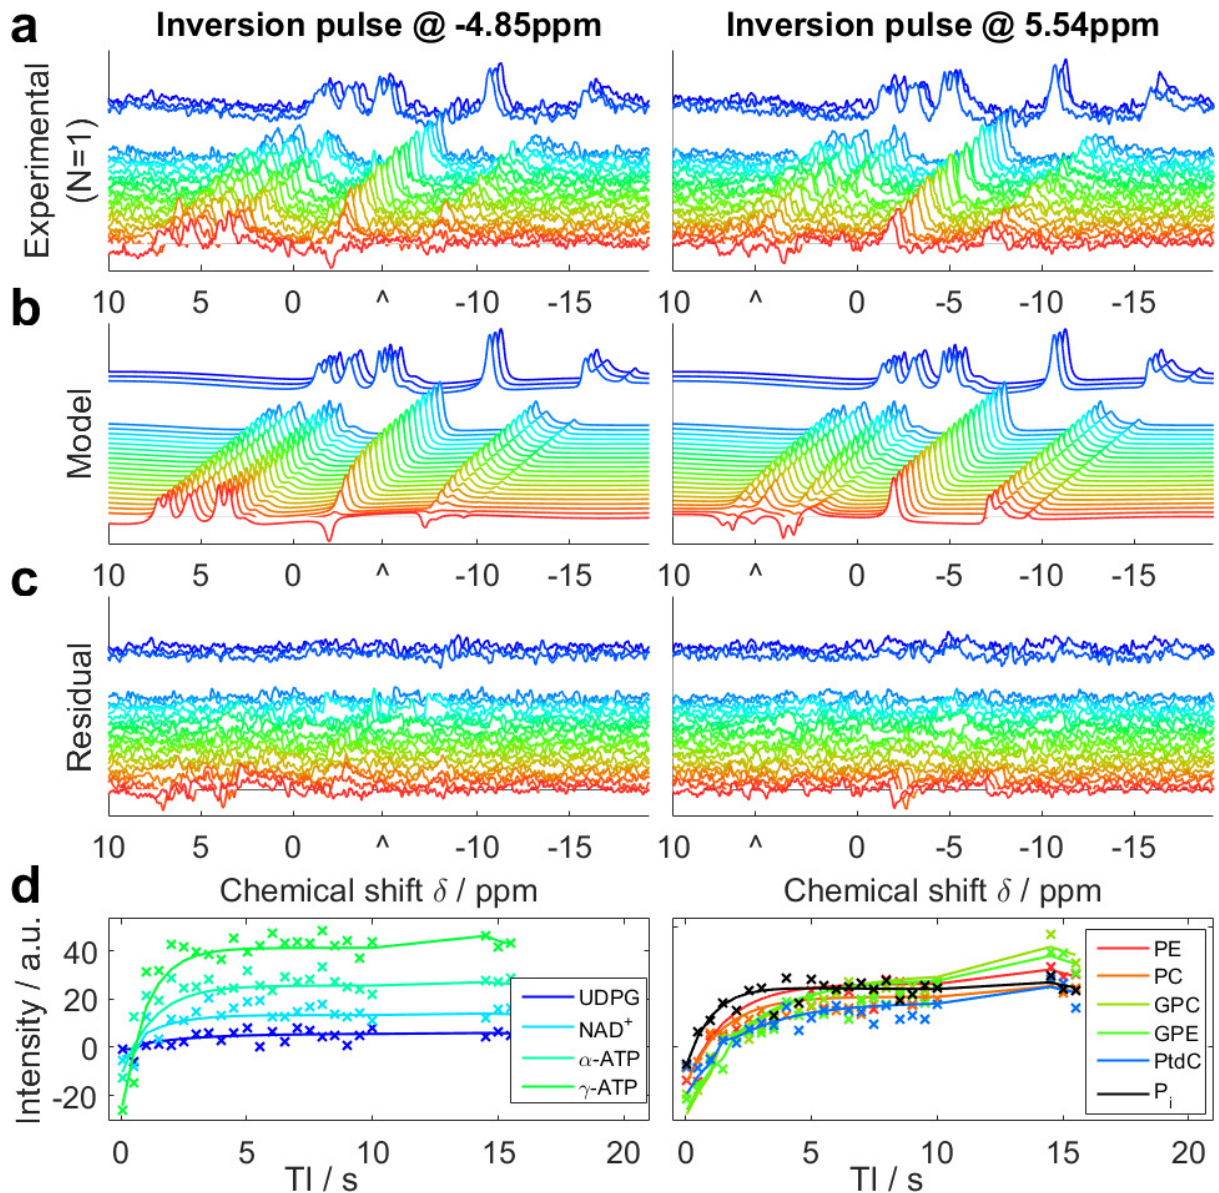 a
Inversion pulse @ -4.85ppm
Inversion pulse @ 5.54ppm
Experimental
(N=1)
10 5 0 ^ -10 -15
10 ^ 0 -5 -10 -15
b
Model
10 5 0 ^ -10 -15
10 ^ 0 -5 -10 -15
c
Residual
10 5 0 ^ -10 -15
10 ^ 0 -5 -10 -15
Chemical shift δ / ppm
Chemical shift δ / ppm
d
Intensity / a.u.
40
20
0
-20
UDPG
NAD⁺
α-ATP
γ-ATP
PE
PC
GPC
GPE
PtdC
Pᵢ
0 5 10 15 20
0 5 10 15 20
TI / s
TI / s